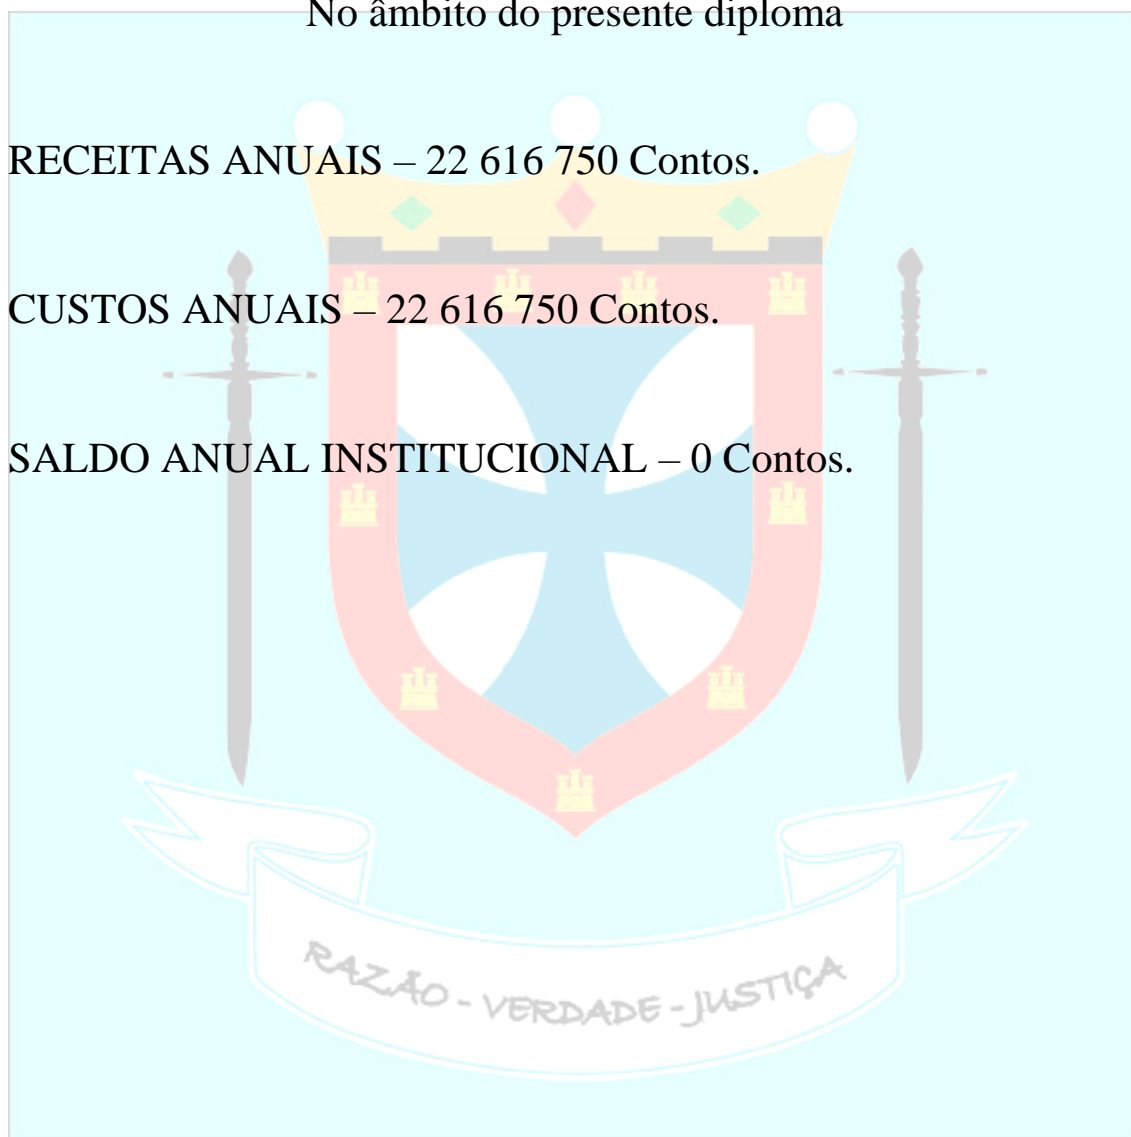 No âmbito do presente diploma
RECEITAS ANUAIS – 22 616 750 Contos.
CUSTOS ANUAIS – 22 616 750 Contos.
SALDO ANUAL INSTITUCIONAL – 0 Contos.
RAZÃO - VERDADE - JUSTIÇA